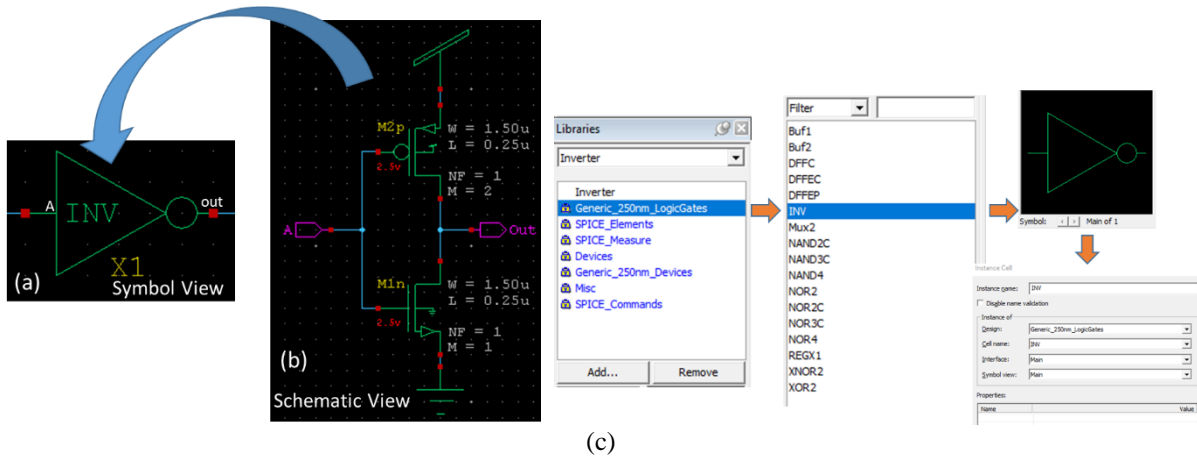 A
INV
out
X1
(a)
Symbol View
M2p
2.5v
W = 1.50u
L = 0.25u
NF = 1
M = 2
A
Out
M1n
2.5v
W = 1.50u
L = 0.25u
NF = 1
M = 1
(b)
Schematic View
Libraries
Inverter
Inverter
Generic_250nm_LogicGates
SPICE_Elements
SPICE_Measure
Devices
Generic_250nm_Devices
Misc
SPICE_Commands
Add... Remove
Filter
Buf1
Buf2
DFFC
DFFEC
DFFEP
INV
Mux2
NAND2C
NAND3C
NAND4
NOR2
NOR2C
NOR3C
NOR4
REGX1
XNOR2
XOR2
Symbol: < > Main of 1
Instance Cell
Instance name: INV
Disable name validation
Instance of
Design: Generic_250nm_LogicGates
Cell name: INV
Interface: Main
Symbol view: Main
Properties:
Name Value
(c)